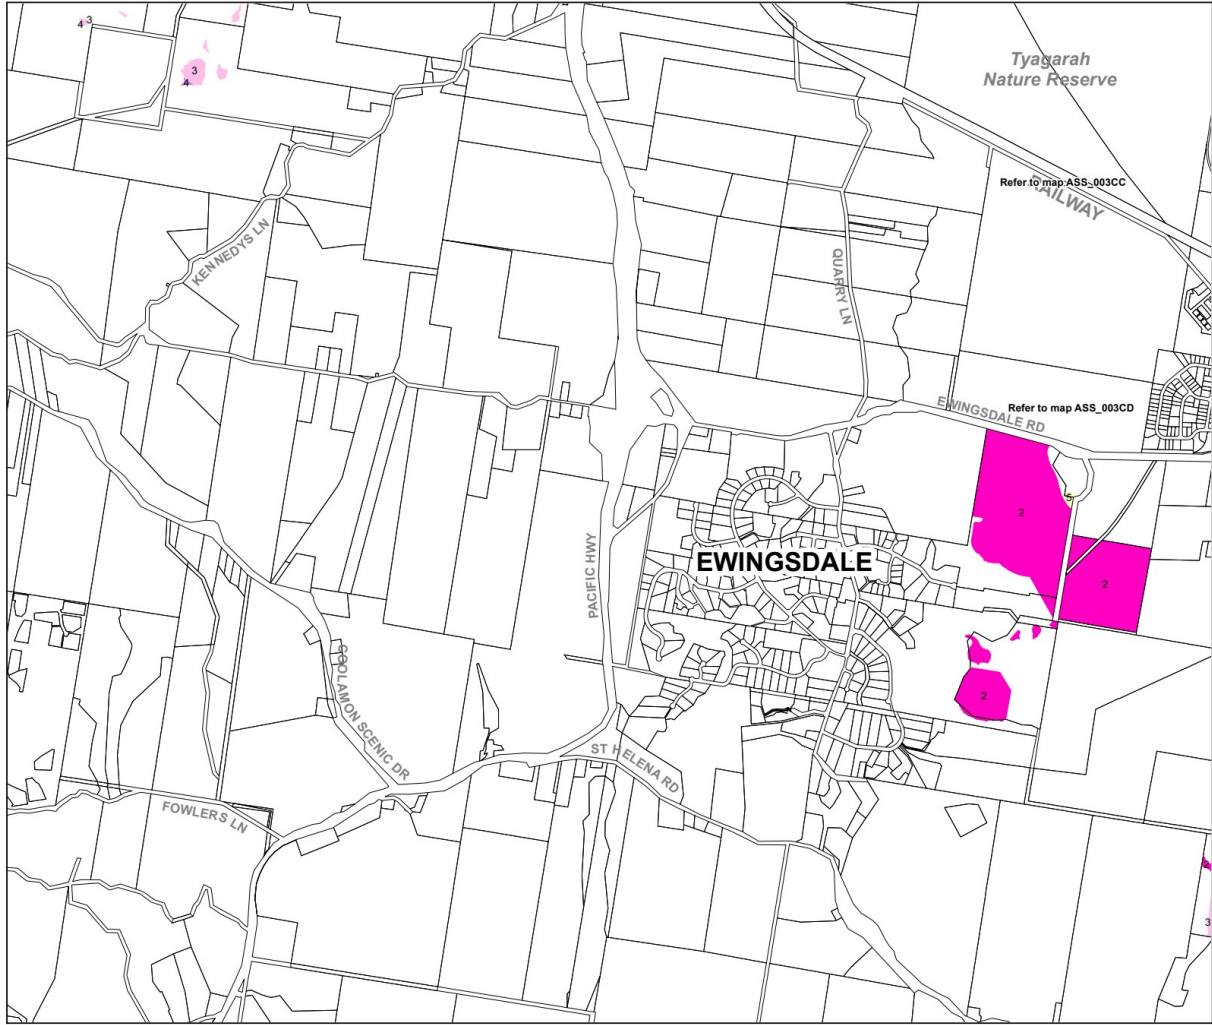 3
4
3
4
Tyagarah
Nature Reserve
Refer to map ASS_003CC
RAILWAY
KENNEDYS LN
QUARRY LN
EWINGSDALE RD
Refer to map ASS_003CD
5
2
PACIFIC HWY
EWINGSDALE
2
COOLAMON SCENIC DR
2
ST HELENA RD
FOWLERS LN
2
3